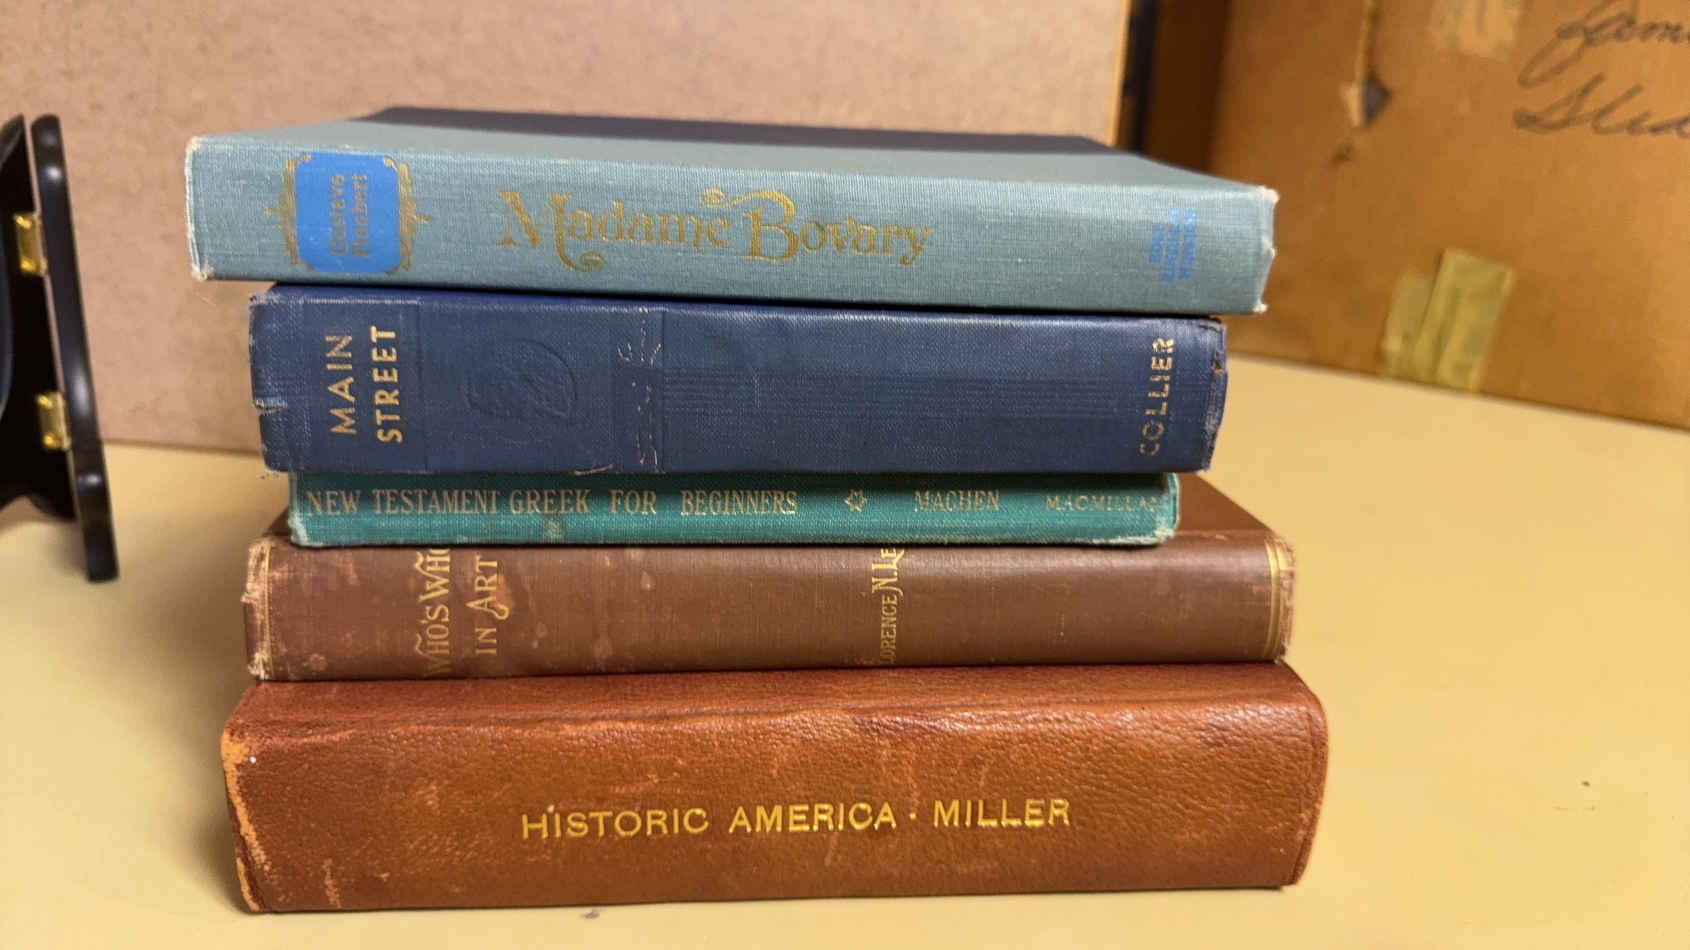 Gustave
Flaubert
Madame Bovary
MAIN
STREET
COLLIER
NEW TESTAMENT GREEK FOR BEGINNERS MACHEN MACMILLAN
WHO'S WHO
IN ART
HISTORIC AMERICA · MILLER